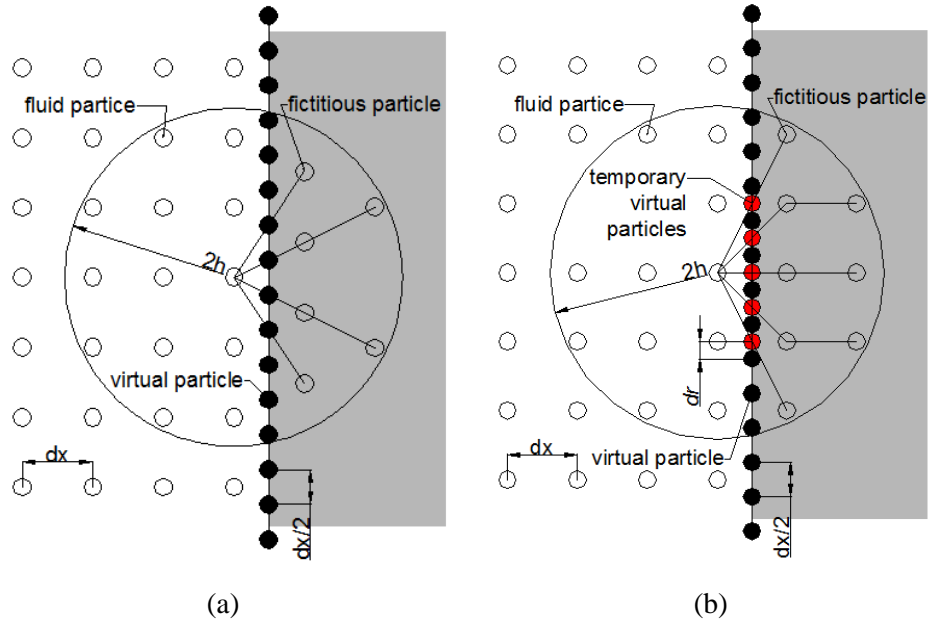 fluid partice
fictitious particle
2h
virtual particle
dx
dx/2
(a)
fluid partice
fictitious particle
temporary
virtual
particles
2h
dr
virtual particle
dx
dx/2
(b)